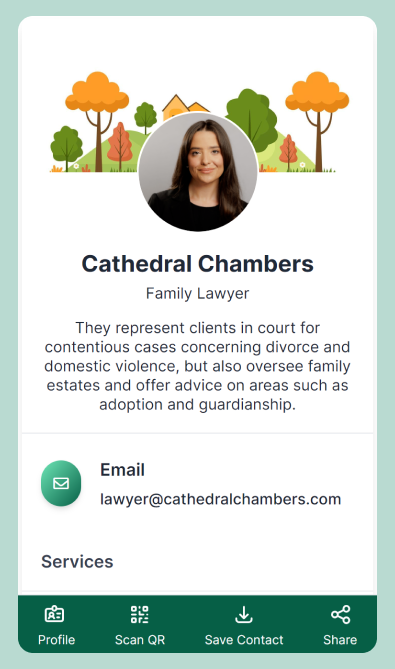 Cathedral Chambers
Family Lawyer
They represent clients in court for
contentious cases concerning divorce and
domestic violence, but also oversee family
estates and offer advice on areas such as
adoption and guardianship.
Email
lawyer@cathedralchambers.com
Services
Profile
Scan QR
Save Contact
Share